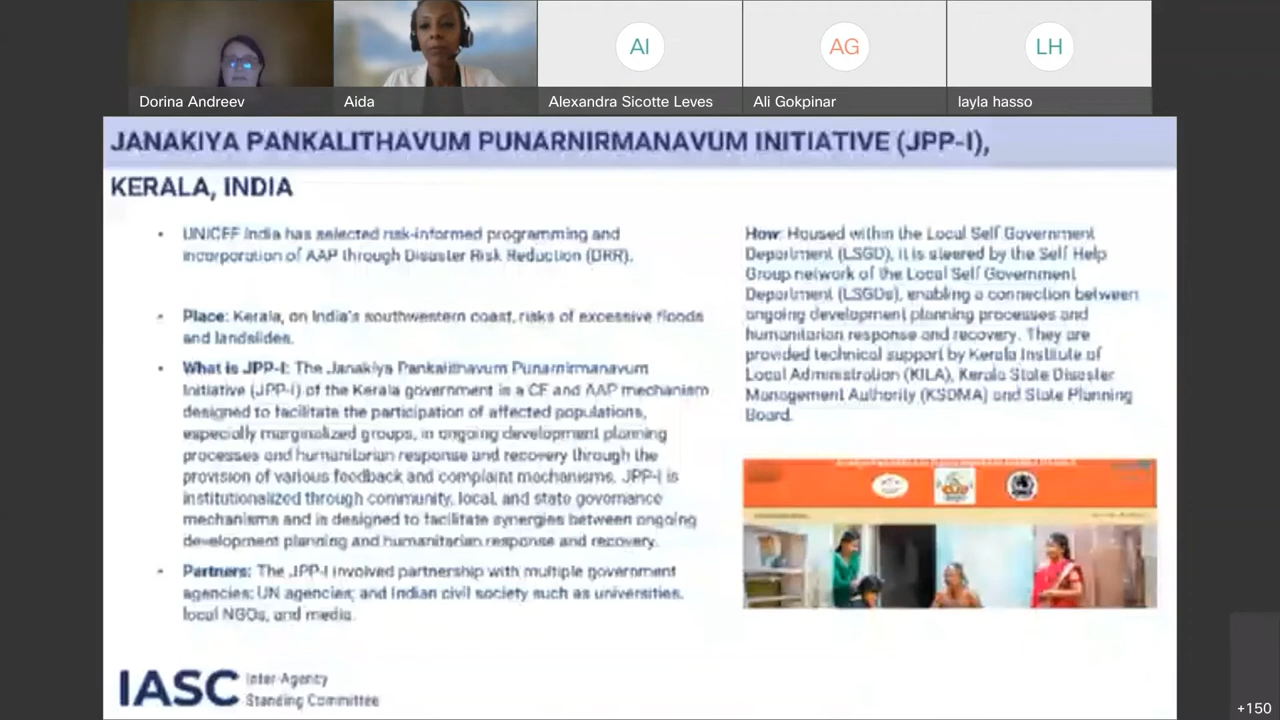 AI
AG
LH
Dorina Andreev
Aida
Alexandra Sicotte Leves
Ali Gokpinar
layla hasso
JANAKIYA PANKALITHAVUM PUNARNIRMANAVUM INITIATIVE (JPP-I),
KERALA, INDIA
• UNICEF India has selected risk-informed programming and
incorporation of AAP through Disaster Risk Reduction (DRR).
• Place: Kerala, on India's southwestern coast, risks of excessive floods
and landslides.
• What is JPP-I: The Janakiya Pankalithavum Punarnirmanavum
Initiative (JPP-I) of the Kerala government is a CF and AAP mechanism
designed to facilitate the participation of affected populations,
especially marginalized groups, in ongoing development planning
processes and humanitarian response and recovery through the
provision of various feedback and complaint mechanisms. JPP-I is
institutionalized through community, local, and state governance
mechanisms and is designed to facilitate synergies between ongoing
development planning and humanitarian response and recovery.
• Partners: The JPP-I involved partnership with multiple government
agencies; UN agencies; and Indian civil society such as universities,
local NGOs, and media.
How: Housed within the Local Self Government
Department (LSGD), it is steered by the Self Help
Group network of the Local Self Government
Department (LSGDs), enabling a connection between
ongoing development planning processes and
humanitarian response and recovery. They are
provided technical support by Kerala Institute of
Local Administration (KILA), Kerala State Disaster
Management Authority (KSDMA) and State Planning
Board.
IASC Inter-Agency
Standing Committee
+150